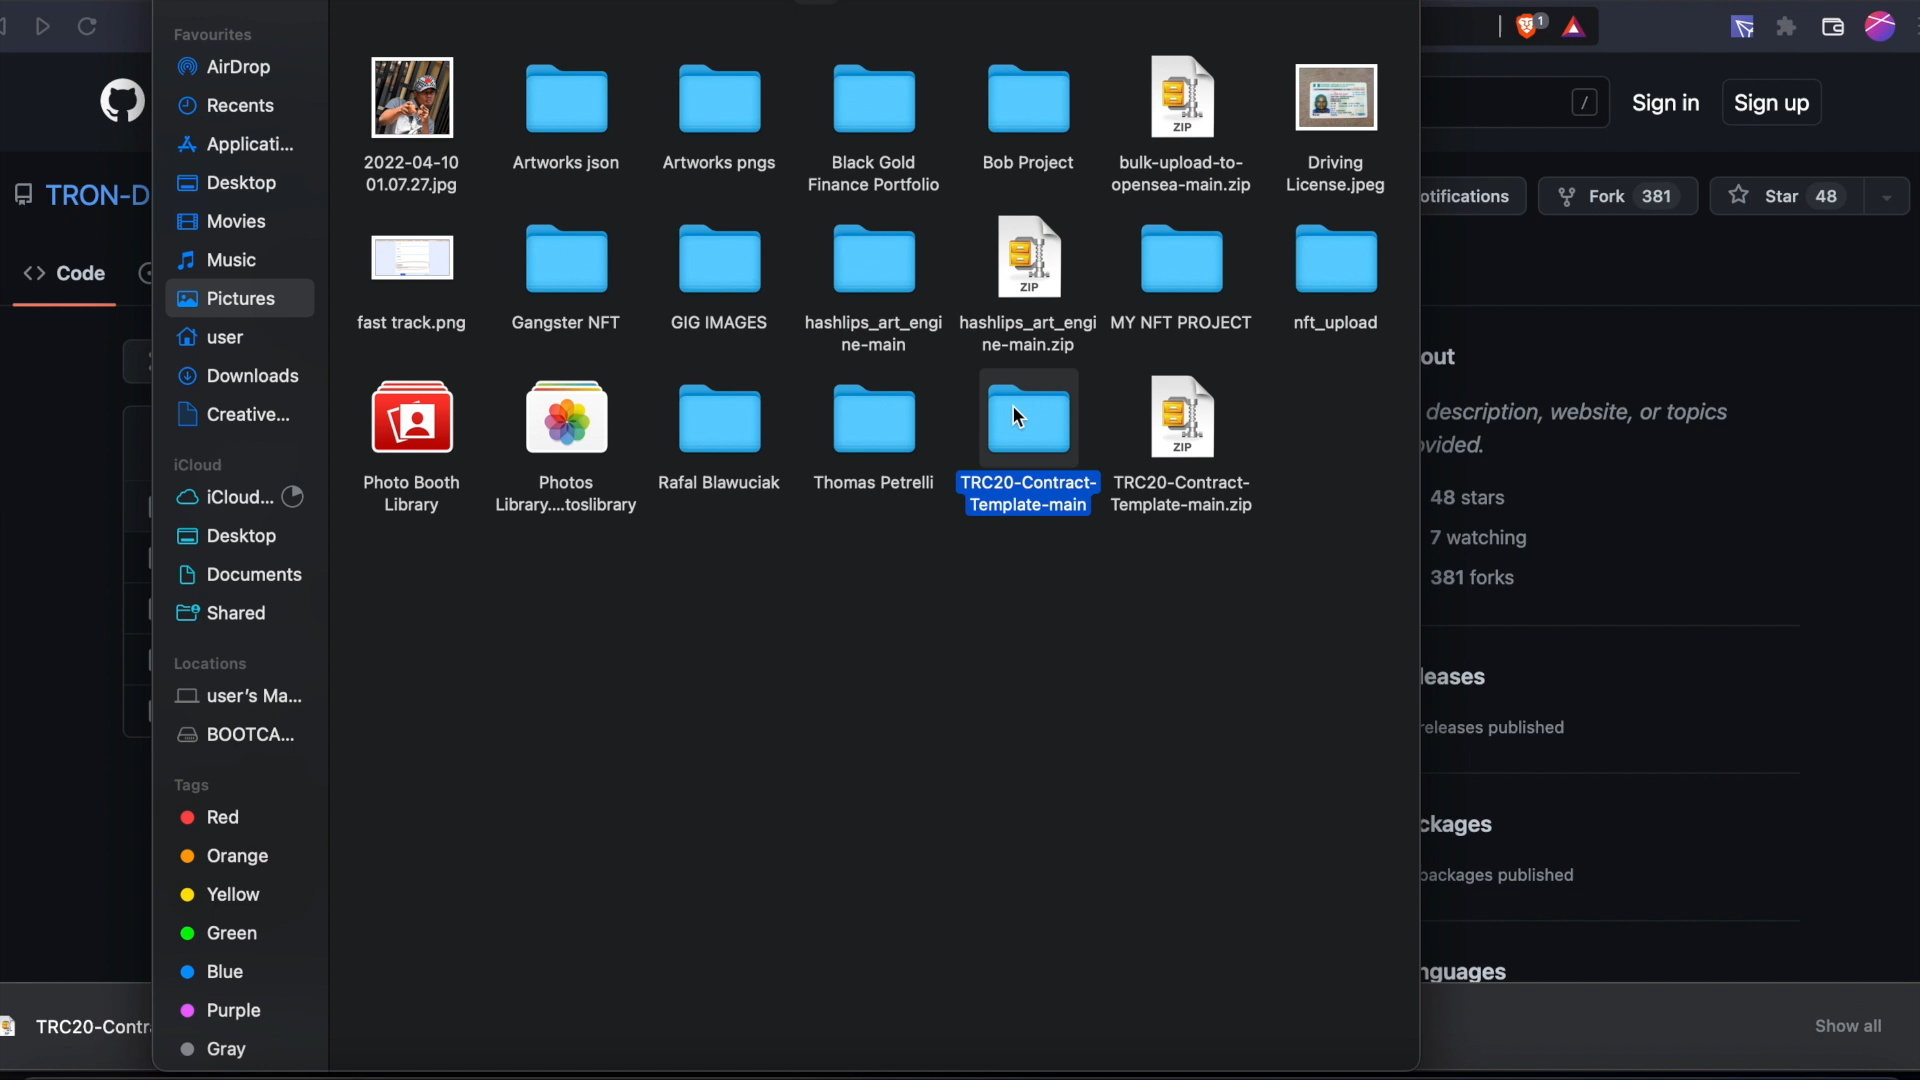 Sign in
Sign up
/
1
TRON-D
otifications
Fork 381
Star 48
Code
out
description, website, or topics
ovided.
48 stars
7 watching
381 forks
leases
releases published
ckages
packages published
nguages
TRC20-Contr
Show all
Favourites
AirDrop
Recents
Applicati...
Desktop
Movies
Music
Pictures
user
Downloads
Creative...
iCloud
iCloud...
Desktop
Documents
Shared
Locations
user's Ma...
BOOTCA...
Tags
Red
Orange
Yellow
Green
Blue
Purple
Gray
2022-04-10
01.07.27.jpg
Artworks json
Artworks pngs
Black Gold
Finance Portfolio
Bob Project
ZIP
bulk-upload-to-
opensea-main.zip
Driving
License.jpeg
fast track.png
Gangster NFT
GIG IMAGES
hashlips_art_engi
ne-main
ZIP
hashlips_art_engi
ne-main.zip
MY NFT PROJECT
nft_upload
Photo Booth
Library
Photos
Library....toslibrary
Rafal Blawuciak
Thomas Petrelli
TRC20-Contract-
Template-main
ZIP
TRC20-Contract-
Template-main.zip